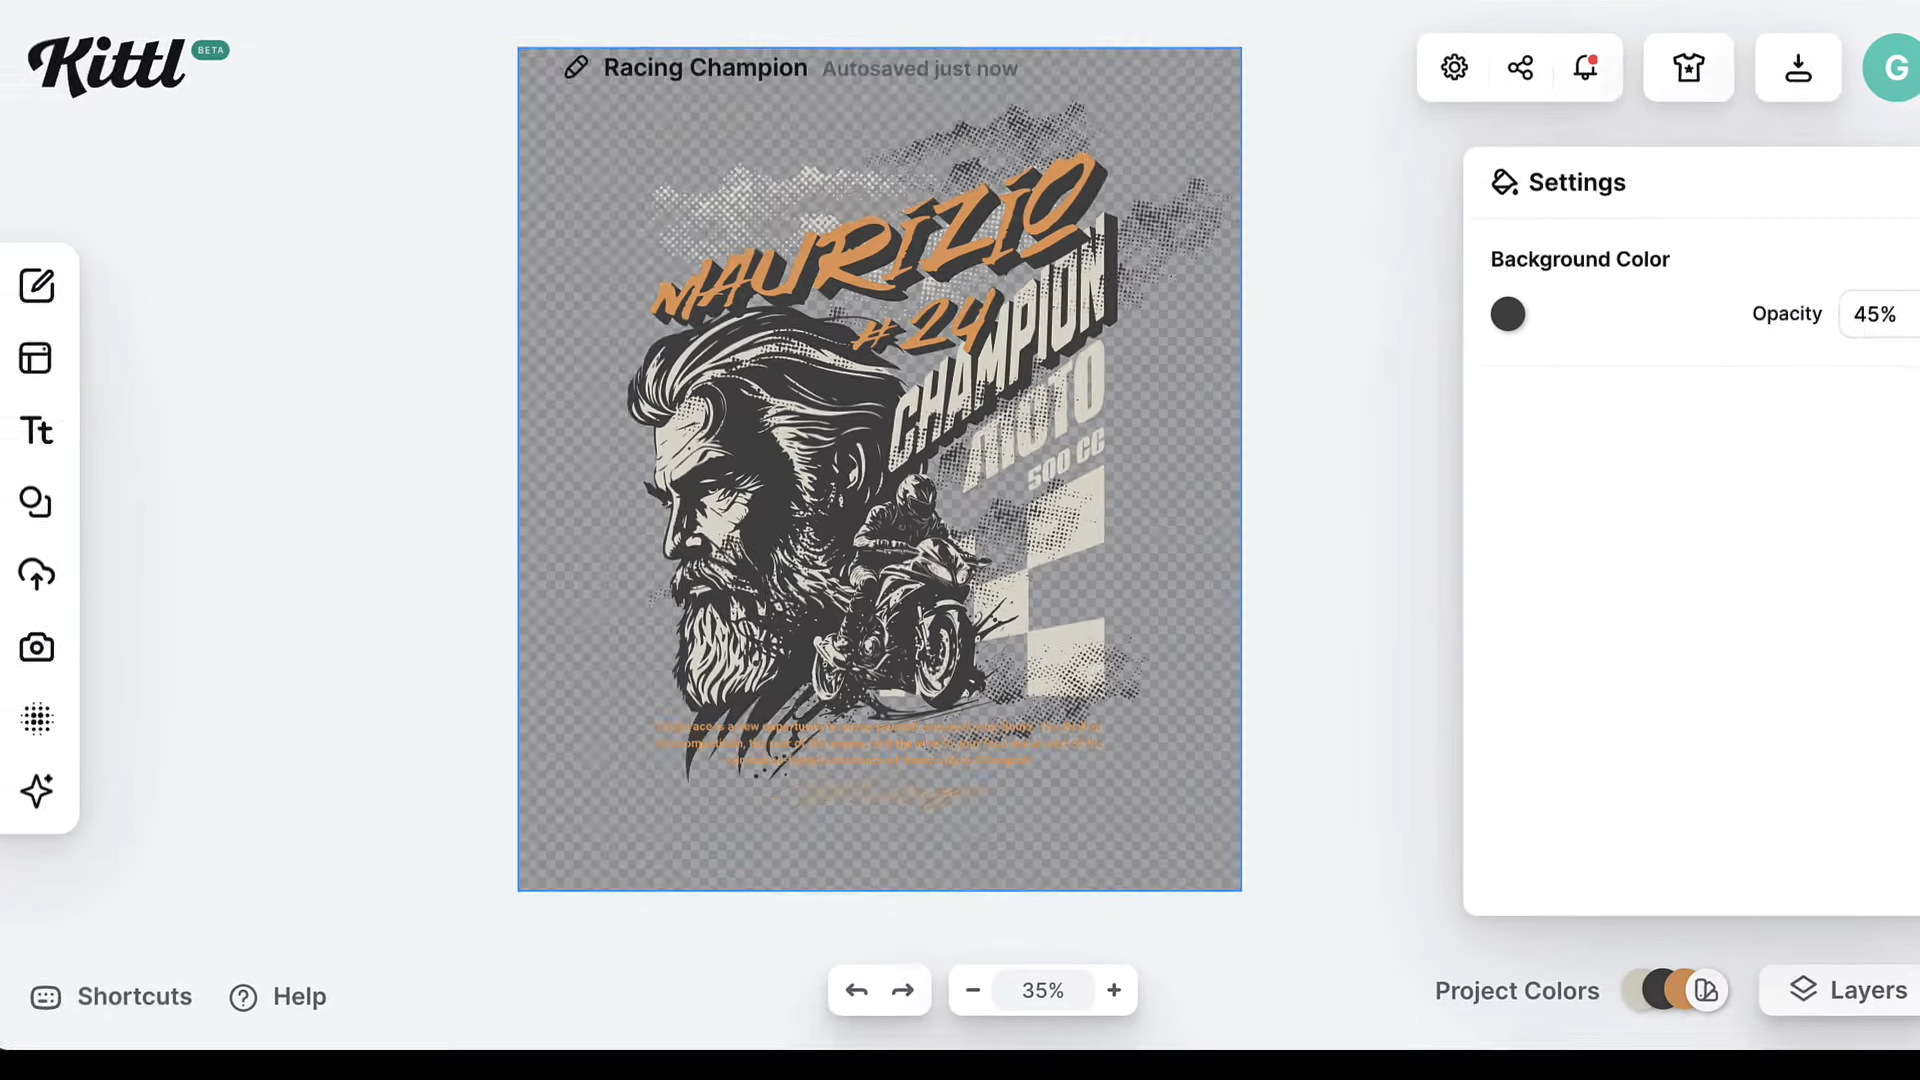 Kittl BETA
Racing Champion Autosaved just now
G
Settings
Background Color
Opacity 45%
Tt
MAURIZIO
#24
CHAMPION
MOTO
500 CC
Shortcuts
Help
35%
Project Colors
Layers